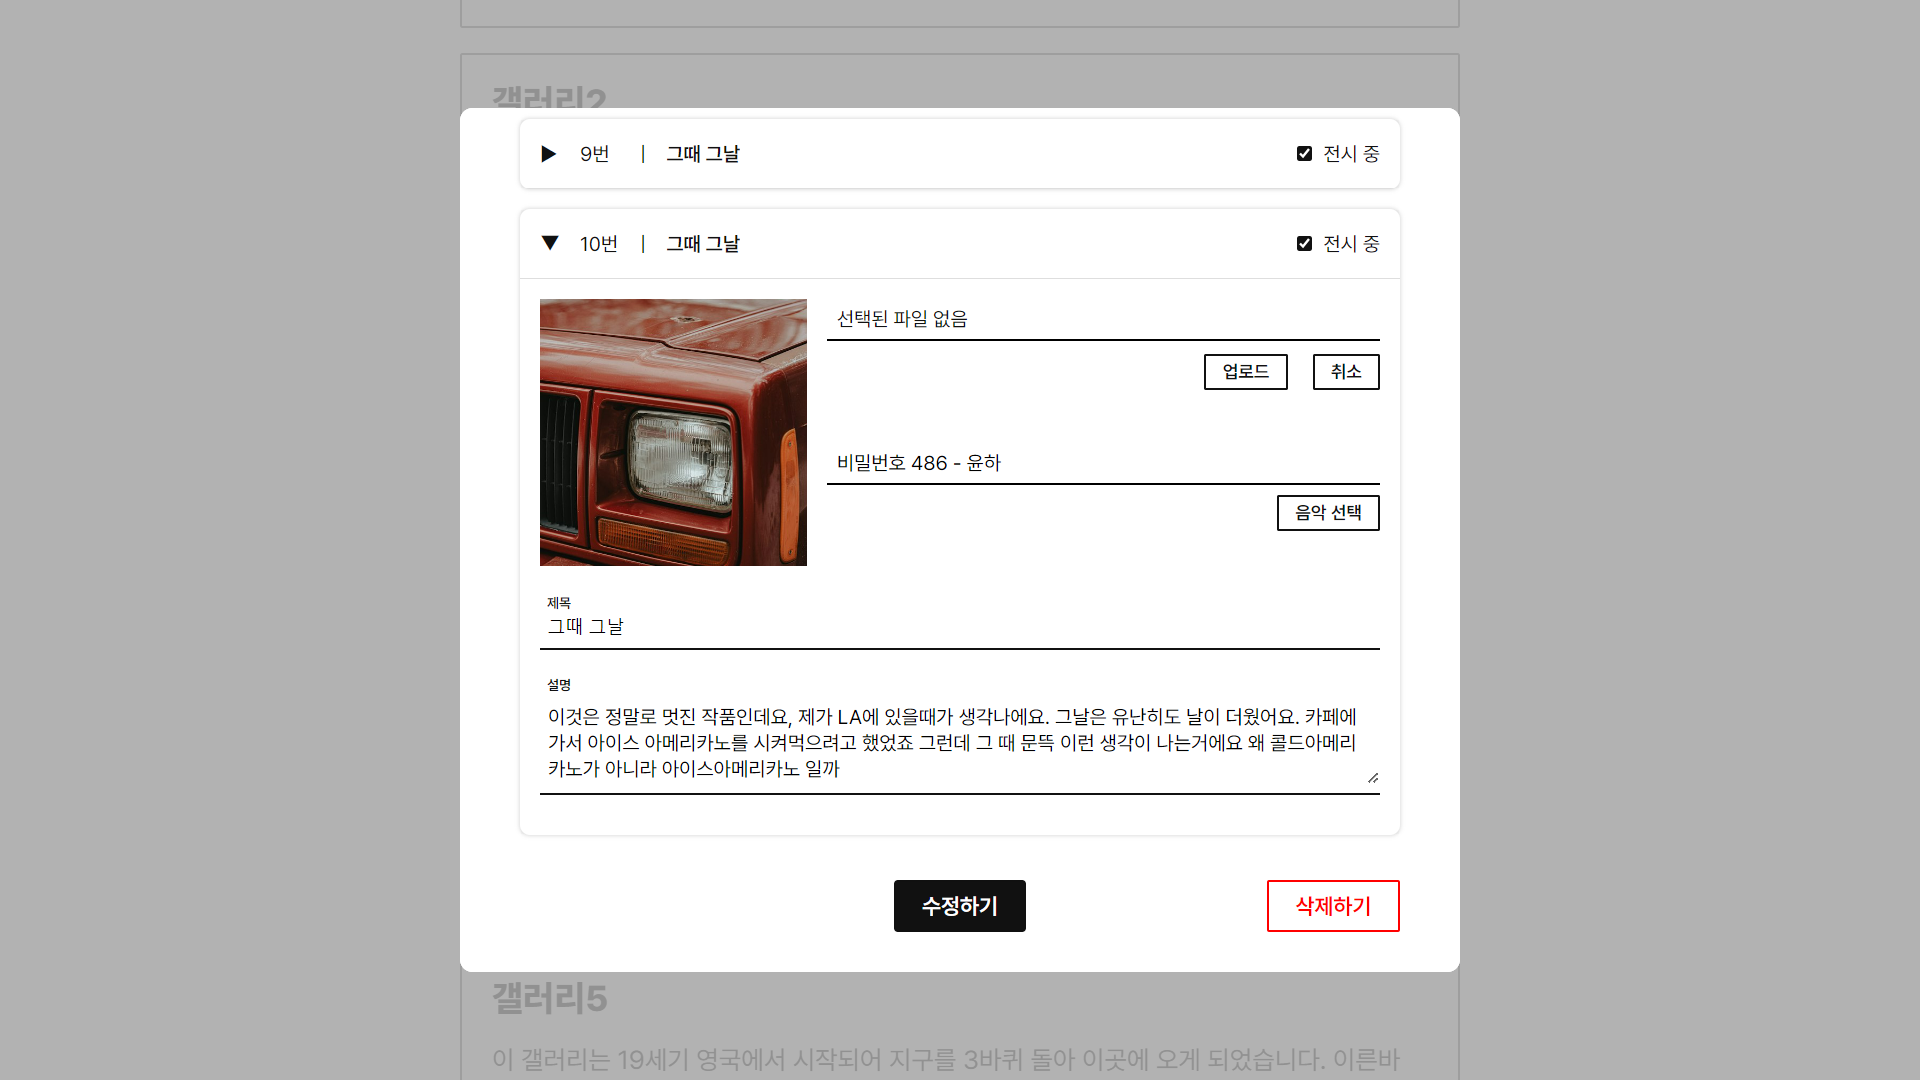 갤러리2
9번 | 그때 그날 전시 중
10번 | 그때 그날 전시 중
선택된 파일 없음
업로드 취소
비밀번호 486 - 윤하
음악 선택
제목
그때 그날
설명
이것은 정말로 멋진 작품인데요, 제가 LA에 있을때가 생각나에요. 그날은 유난히도 날이 더웠어요. 카페에
가서 아이스 아메리카노를 시켜먹으려고 했었죠 그런데 그 때 문뜩 이런 생각이 나는거에요 왜 콜드아메리
카노가 아니라 아이스아메리카노 일까
수정하기 삭제하기
갤러리5
이 갤러리는 19세기 영국에서 시작되어 지구를 3바퀴 돌아 이곳에 오게 되었습니다. 이른바